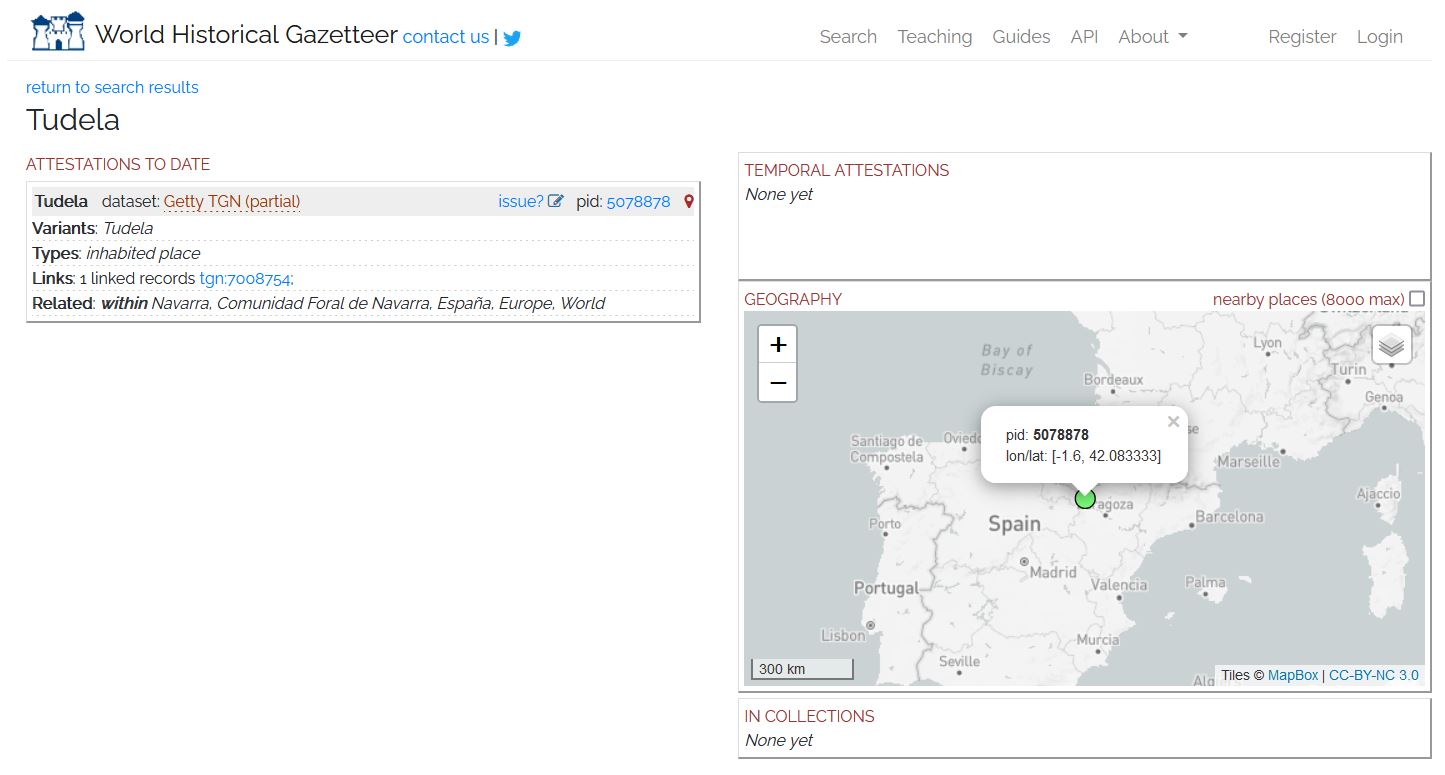 World Historical Gazetteer contact us |
Search Teaching Guides API About Register Login
return to search results
Tudela
ATTESTATIONS TO DATE
Tudela dataset: Getty TGN (partial) issue? pid: 5078878
Variants: Tudela
Types: inhabited place
Links: 1 linked records tgn:7008754;
Related: within Navarra, Comunidad Foral de Navarra, España, Europe, World
TEMPORAL ATTESTATIONS
None yet
GEOGRAPHY nearby places (8000 max)
+
−
Bay of
Biscay
Lyon
Turin
Bordeaux
Genoa
×
pid: 5078878
lon/lat: [-1.6, 42.083333]
Santiago de
Compostela
Marseille
Ajaccio
Porto
Spain
Barcelona
Madrid
Valencia
Palma
Portugal
Lisbon
Murcia
Seville
300 km
Tiles © MapBox | CC-BY-NC 3.0
IN COLLECTIONS
None yet